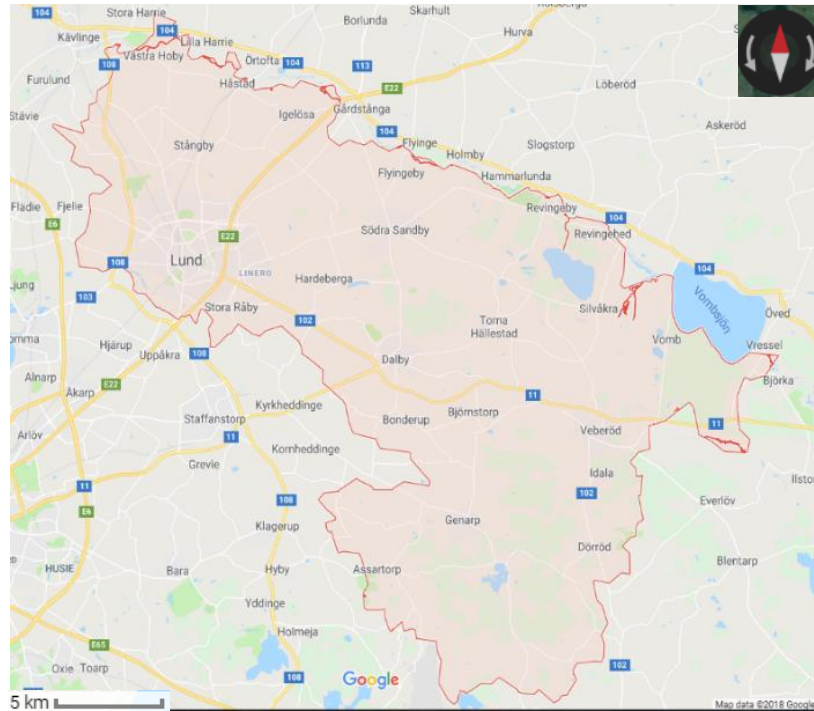 Stora Harrie
Skarhult
104
Borlunda
Kävlinge
104
Lilla Harrie
Hurva
Västra Hoby
Örtofta
104
113
108
Furulund
Håstad
E22
Löberöd
Igelösa
Gårdstånga
Stävie
104
Askeröd
Stångby
Flyinge
Slogstorp
Holmby
Flyingeby
Hammarlunda
Fladie
Fjelie
Revingeby
E6
104
Södra Sandby
Revingehed
E22
Lund
108
LINERO
104
Hardeberga
Vombsjön
103
Stora Råby
Silvåkra
Öved
102
Torna
Hällestad
Hjärup
Vomb
Vressel
Uppåkra
108
Dalby
Alnarp
Björka
E22
Åkarp
11
Kyrkheddinge
Staffanstorp
Bonderup
Björnstorp
11
Arlöv
11
Veberöd
Kornheddinge
Grevie
Idala
11
102
108
Everlöv
E6
Klagerup
Genarp
Dörröd
HUSIE
Bara
Hyby
Assartorp
Blentarp
Yddinge
Holmeja
E65
102
Oxie
Toarp
108
Google
5 km
Map data ©2018 Google